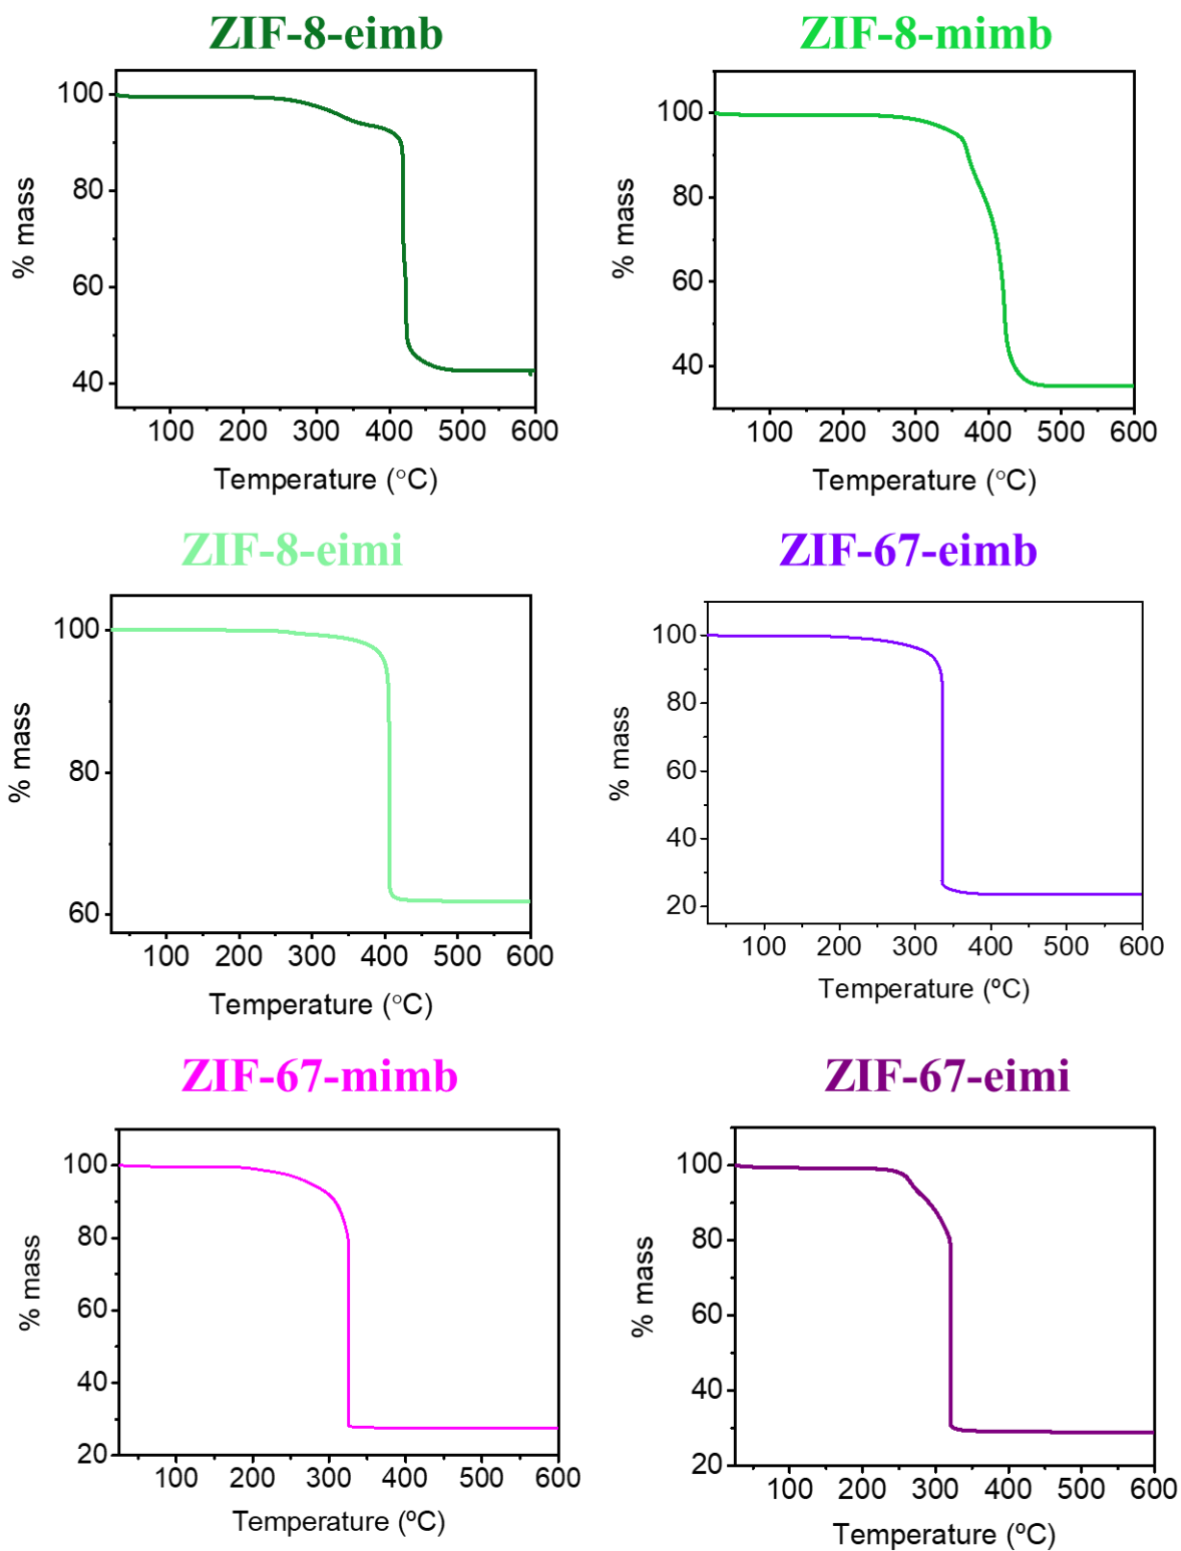 ZIF-8-eimb
% mass
100
80
60
40
100 200 300 400 500 600
Temperature (°C)
ZIF-8-mimb
% mass
100
80
60
40
100 200 300 400 500 600
Temperature (°C)
ZIF-8-eimi
% mass
100
80
60
100 200 300 400 500 600
Temperature (°C)
ZIF-67-eimb
% mass
100
80
60
40
20
100 200 300 400 500 600
Temperature (ºC)
ZIF-67-mimb
% mass
100
80
60
40
20
100 200 300 400 500 600
Temperature (ºC)
ZIF-67-eimi
% mass
100
80
60
40
20
100 200 300 400 500 600
Temperature (ºC)